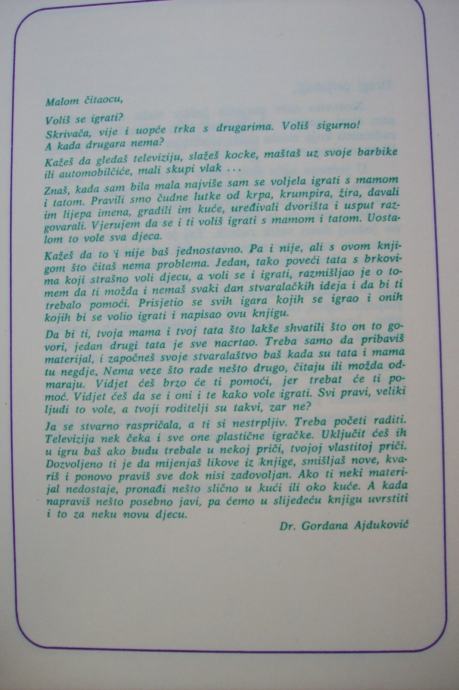 Malom čitaocu,
Voliš se igrati?
Skrivača, vije i uopće trka s drugarima. Voliš sigurno!
A kada drugara nema?
Kažeš da gledaš televiziju, slažeš kocke, maštaš uz svoje barbike
ili automobilčiće, mali skupi vlak ...
Znaš, kada sam bila mala najviše sam se voljela igrati s mamom
i tatom. Pravili smo čudne lutke od krpa, krumpira, žira, davali
im lijepa imena, gradili im kuće, uređivali dvorišta i usput raz-
govarali. Vjerujem da se i ti voliš igrati s mamom i tatom. Uosta-
lom to vole sva djeca.
Kažeš da to i nije baš jednostavno. Pa i nije, ali s ovom knji-
gom što čitaš nema problema. Jedan, tako poveći tata s brkovi-
ma koji strašno voli djecu, a voli se i igrati, razmišljao je o to-
mem da ti možda i nemaš svaki dan stvaralačkih ideja i da bi ti
trebalo pomoći. Prisjetio se svih igara kojih se igrao i onih
kojih bi se volio igrati i napisao ovu knjigu.
Da bi ti, tvoja mama i tvoj tata što lakše shvatili što on to go-
vori, jedan drugi tata je sve nacrtao. Treba samo da pribaviš
materijal, i započneš svoje stvaralaštvo baš kada su tata i mama
tu negdje, Nema veze što rade nešto drugo, čitaju ili možda od-
maraju. Vidjet ćeš brzo će ti pomoći, jer trebat će ti po-
moć. Vidjet ćeš da se i oni i te kako vole igrati. Svi pravi, veliki
ljudi to vole, a tvoji roditelji su takvi, zar ne?
Ja se stvarno raspričala, a ti si nestrpljiv. Treba početi raditi.
Televizija nek čeka i sve one plastične igračke. Uključit ćeš ih
u igru baš ako budu trebale u nekoj priči, tvojoj vlastitoj priči.
Dozvoljeno ti je da mijenjaš likove iz knjige, smišljaš nove, kva-
riš i ponovo praviš sve dok nisi zadovoljan. Ako ti neki materi-
jal nedostaje, pronađi nešto slično u kući ili oko kuće. A kada
napraviš nešto posebno javi, pa ćemo u slijedeću knjigu uvrstiti
i to za neku novu djecu.
Dr. Gordana Ajduković